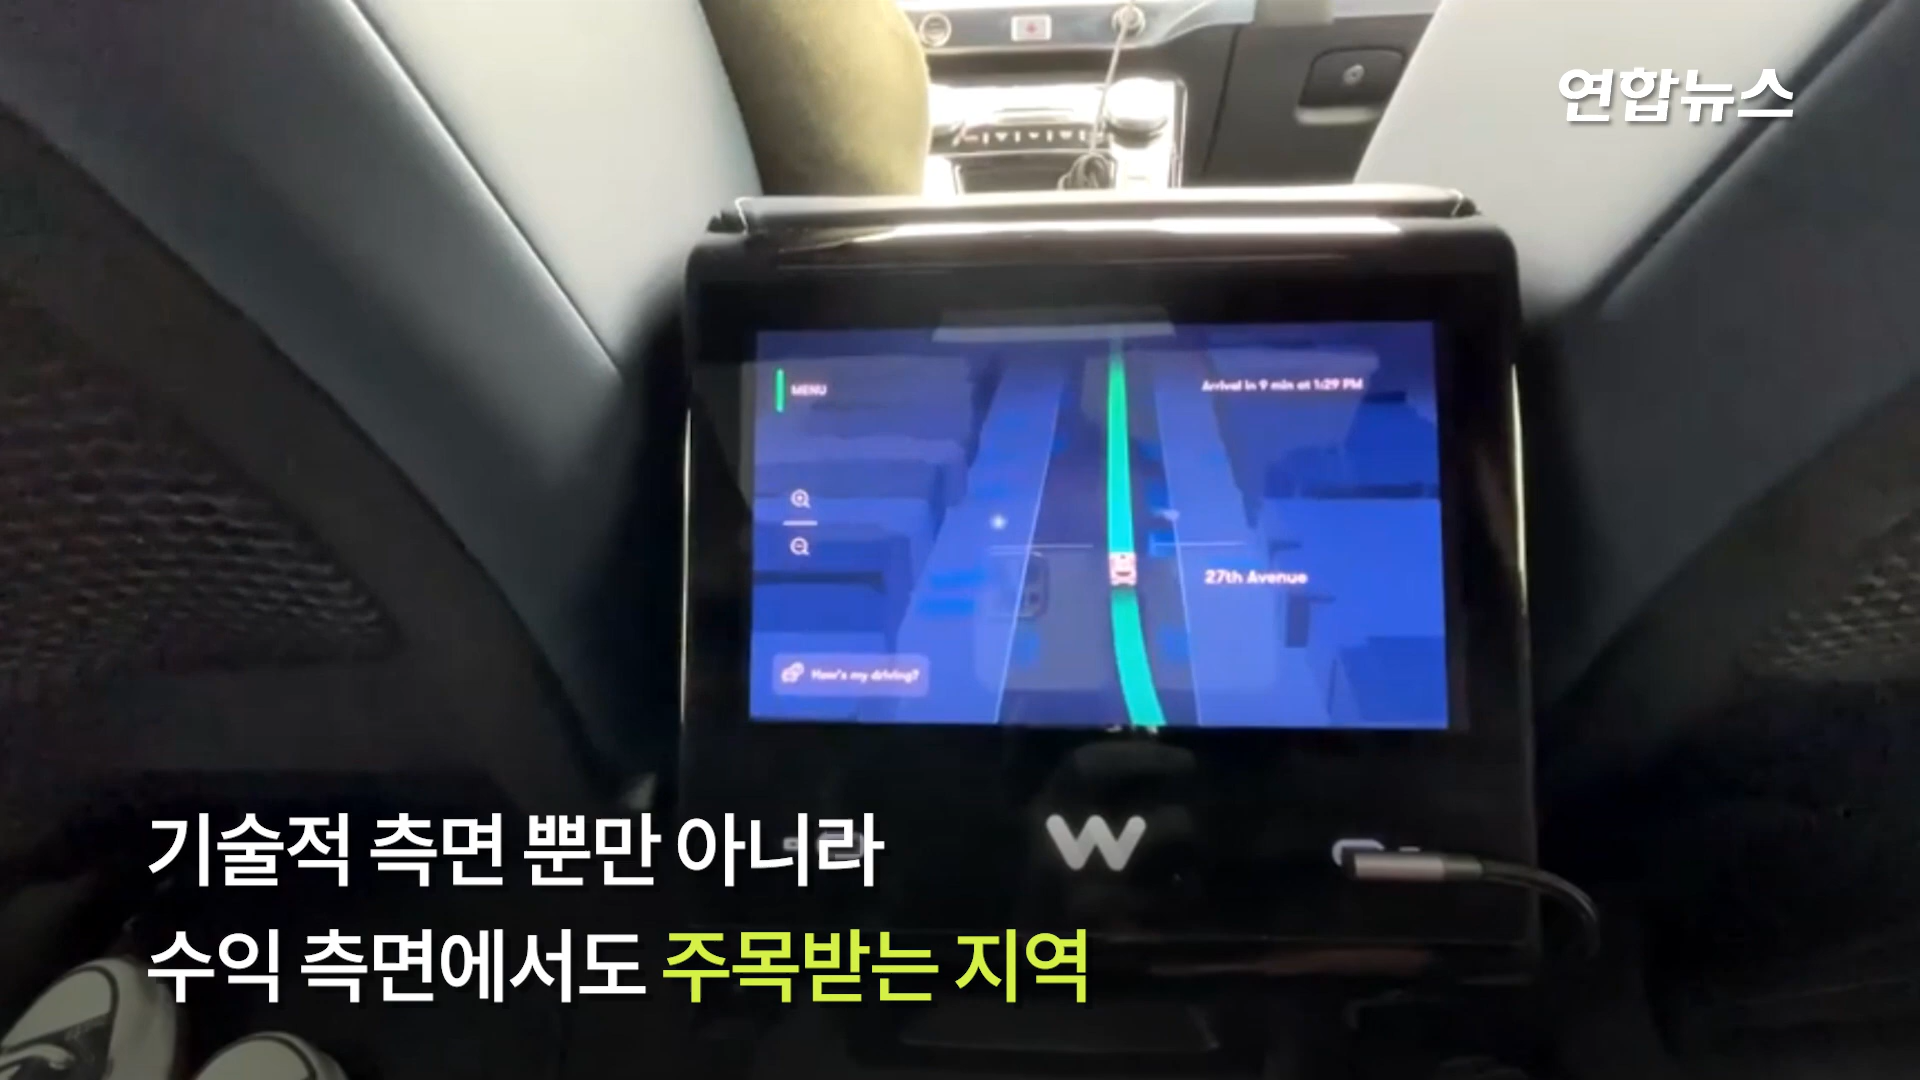 연합뉴스
MENU
Arrival in 9 min at 1:29 PM
27th Avenue
How's my driving?
기술적 측면 뿐만 아니라
수익 측면에서도 주목받는 지역